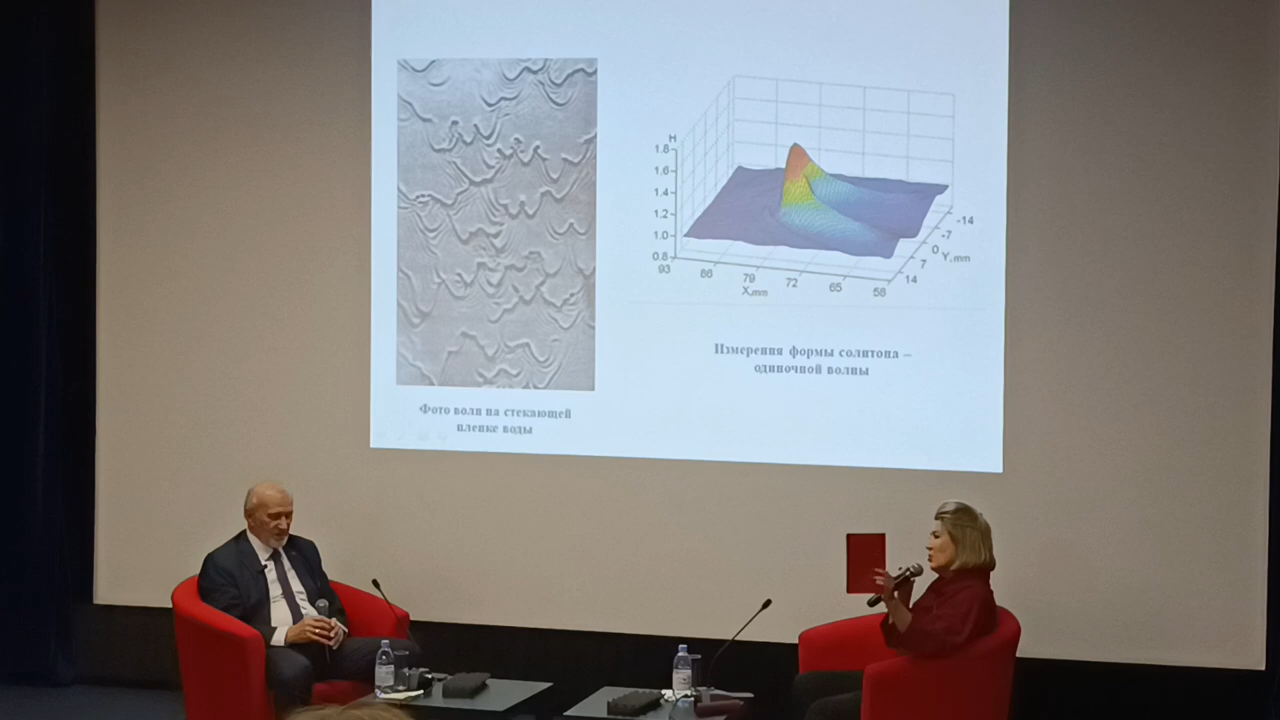 Фото волн на стекающей
пленке воды
H
1.8
1.6
1.4
1.2
1.0
0.8
93
86
79
72
65
58
X,mm
-14
-7
0
7
14
Y,mm
Измерения формы солитона –
одиночной волны